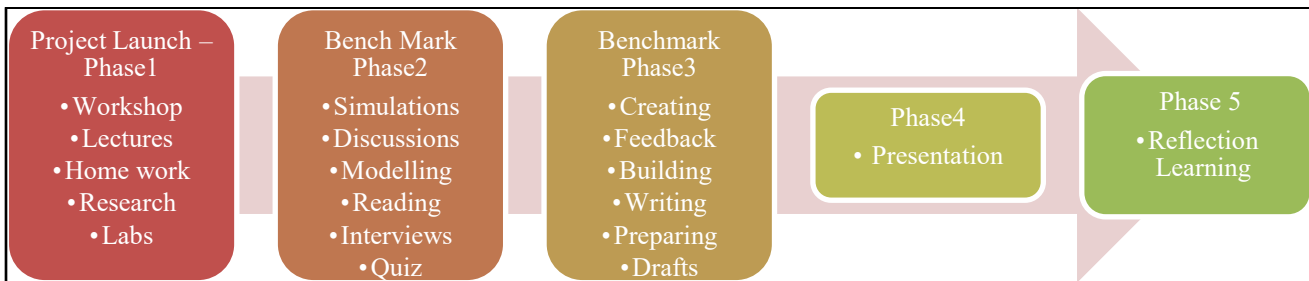 Project Launch –
Phase1
•Workshop
•Lectures
•Home work
•Research
•Labs
Bench Mark
Phase2
•Simulations
•Discussions
•Modelling
•Reading
•Interviews
•Quiz
Benchmark
Phase3
•Creating
•Feedback
•Building
•Writing
•Preparing
•Drafts
Phase4
• Presentation
Phase 5
•Reflection
Learning